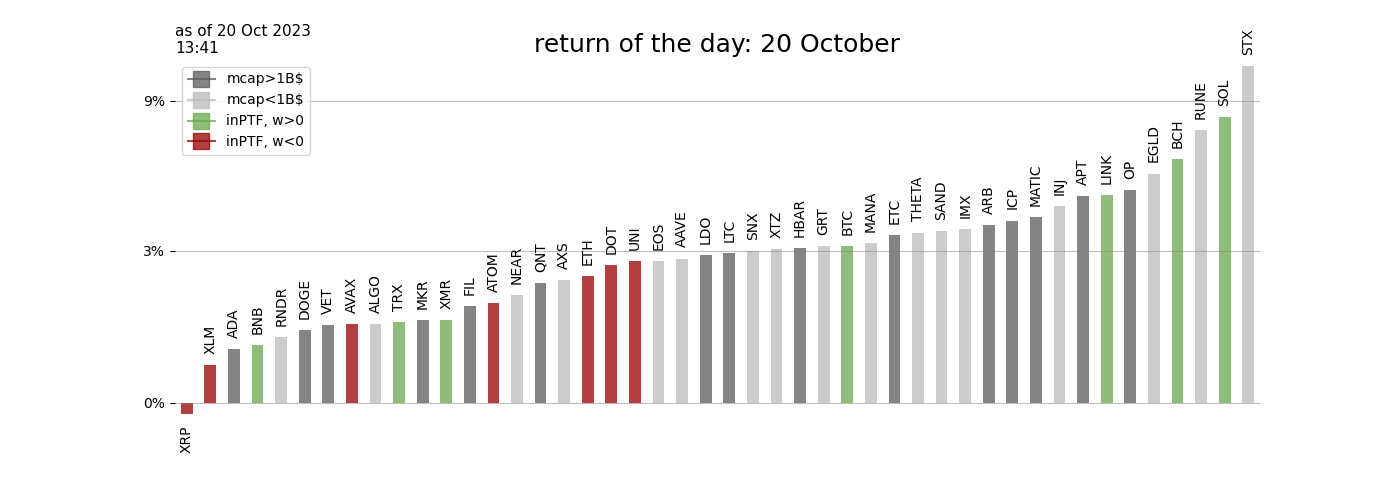 as of 20 Oct 2023
13:41
return of the day: 20 October
mcap>1B$
mcap<1B$
inPTF, w>0
inPTF, w<0
9%
3%
0%
XRP
XLM
ADA
BNB
RNDR
DOGE
VET
AVAX
ALGO
TRX
MKR
XMR
FIL
ATOM
NEAR
QNT
AXS
ETH
DOT
UNI
EOS
AAVE
LDO
LTC
SNX
XTZ
HBAR
GRT
BTC
MANA
ETC
THETA
SAND
IMX
ARB
ICP
MATIC
INJ
APT
LINK
OP
EGLD
BCH
RUNE
SOL
STX